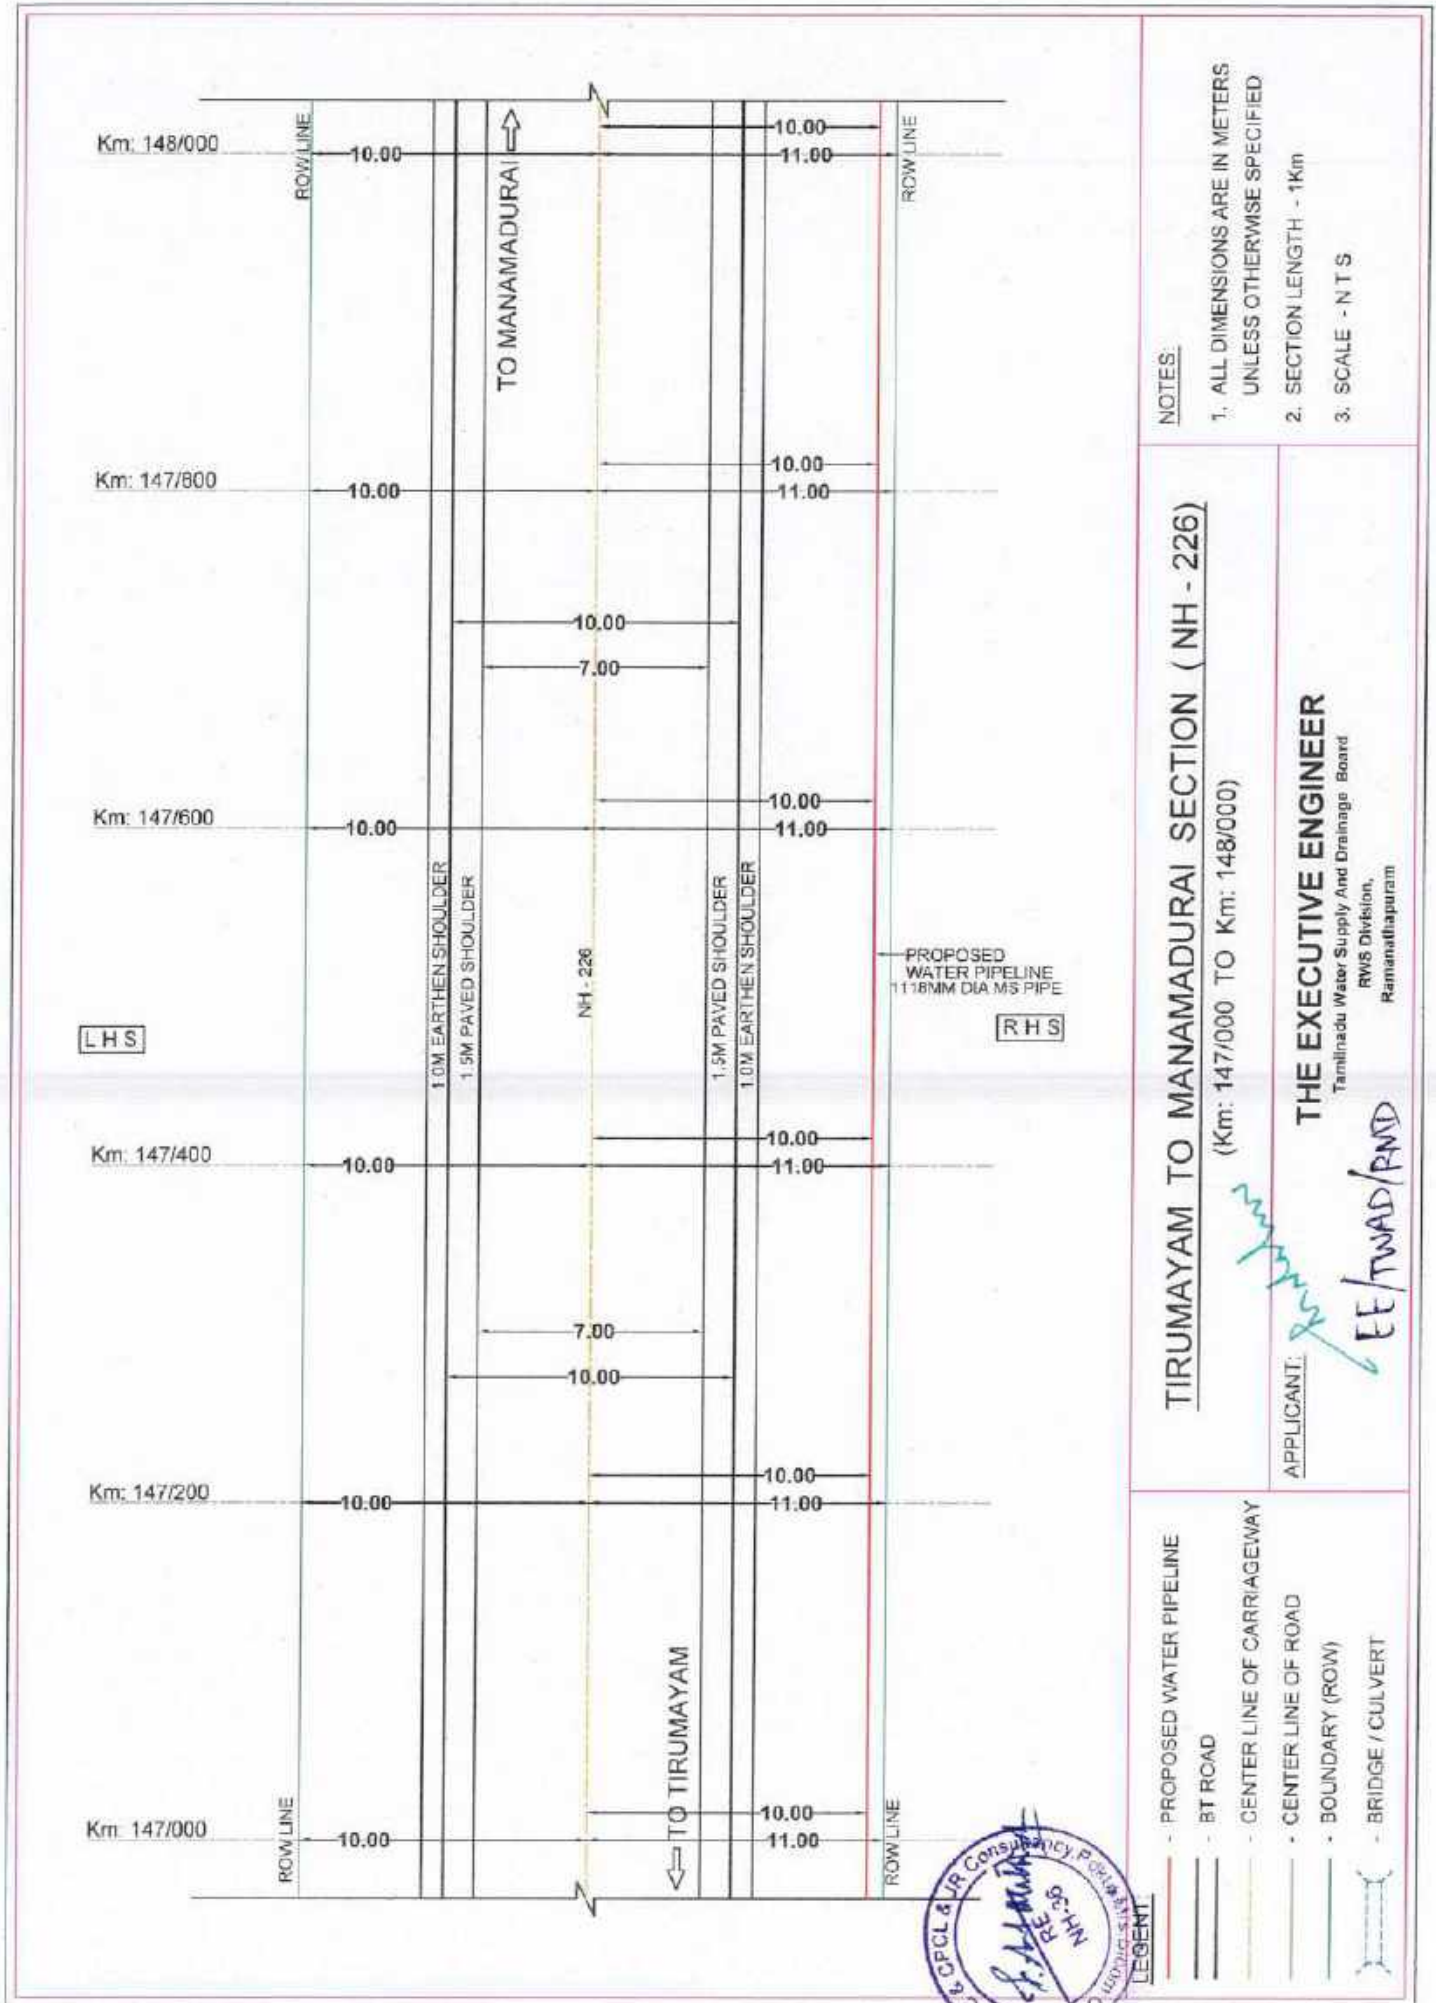 Km: 148/000
ROW LINE
10.00
TO MANAMADURAI
10.00
11.00
ROW LINE
Km: 147/800
10.00
10.00
11.00
10.00
7.00
Km: 147/600
10.00
10.00
11.00
1.0M EARTHEN SHOULDER
1.5M PAVED SHOULDER
NH - 226
1.5M PAVED SHOULDER
1.0M EARTHEN SHOULDER
PROPOSED
WATER PIPELINE
1118MM DIA MS PIPE
LHS
RHS
Km: 147/400
10.00
10.00
11.00
7.00
10.00
Km: 147/200
10.00
10.00
11.00
TO TIRUMAYAM
Km: 147/000
ROW LINE
10.00
10.00
11.00
ROW LINE
NOTES:
1. ALL DIMENSIONS ARE IN METERS
UNLESS OTHERWISE SPECIFIED
2. SECTION LENGTH - 1Km
3. SCALE - N T S
TIRUMAYAM TO MANAMADURAI SECTION ( NH - 226)
(Km: 147/000 TO Km: 148/000)
APPLICANT:
THE EXECUTIVE ENGINEER
Tamilnadu Water Supply And Drainage Board
RWS Division,
Ramanathapuram
EE/TWAD/RMD
LEGENT
- PROPOSED WATER PIPELINE
- BT ROAD
- CENTER LINE OF CARRIAGEWAY
- CENTER LINE OF ROAD
- BOUNDARY (ROW)
- BRIDGE / CULVERT
& CPCL & JR Consultancy
RE
NH-36